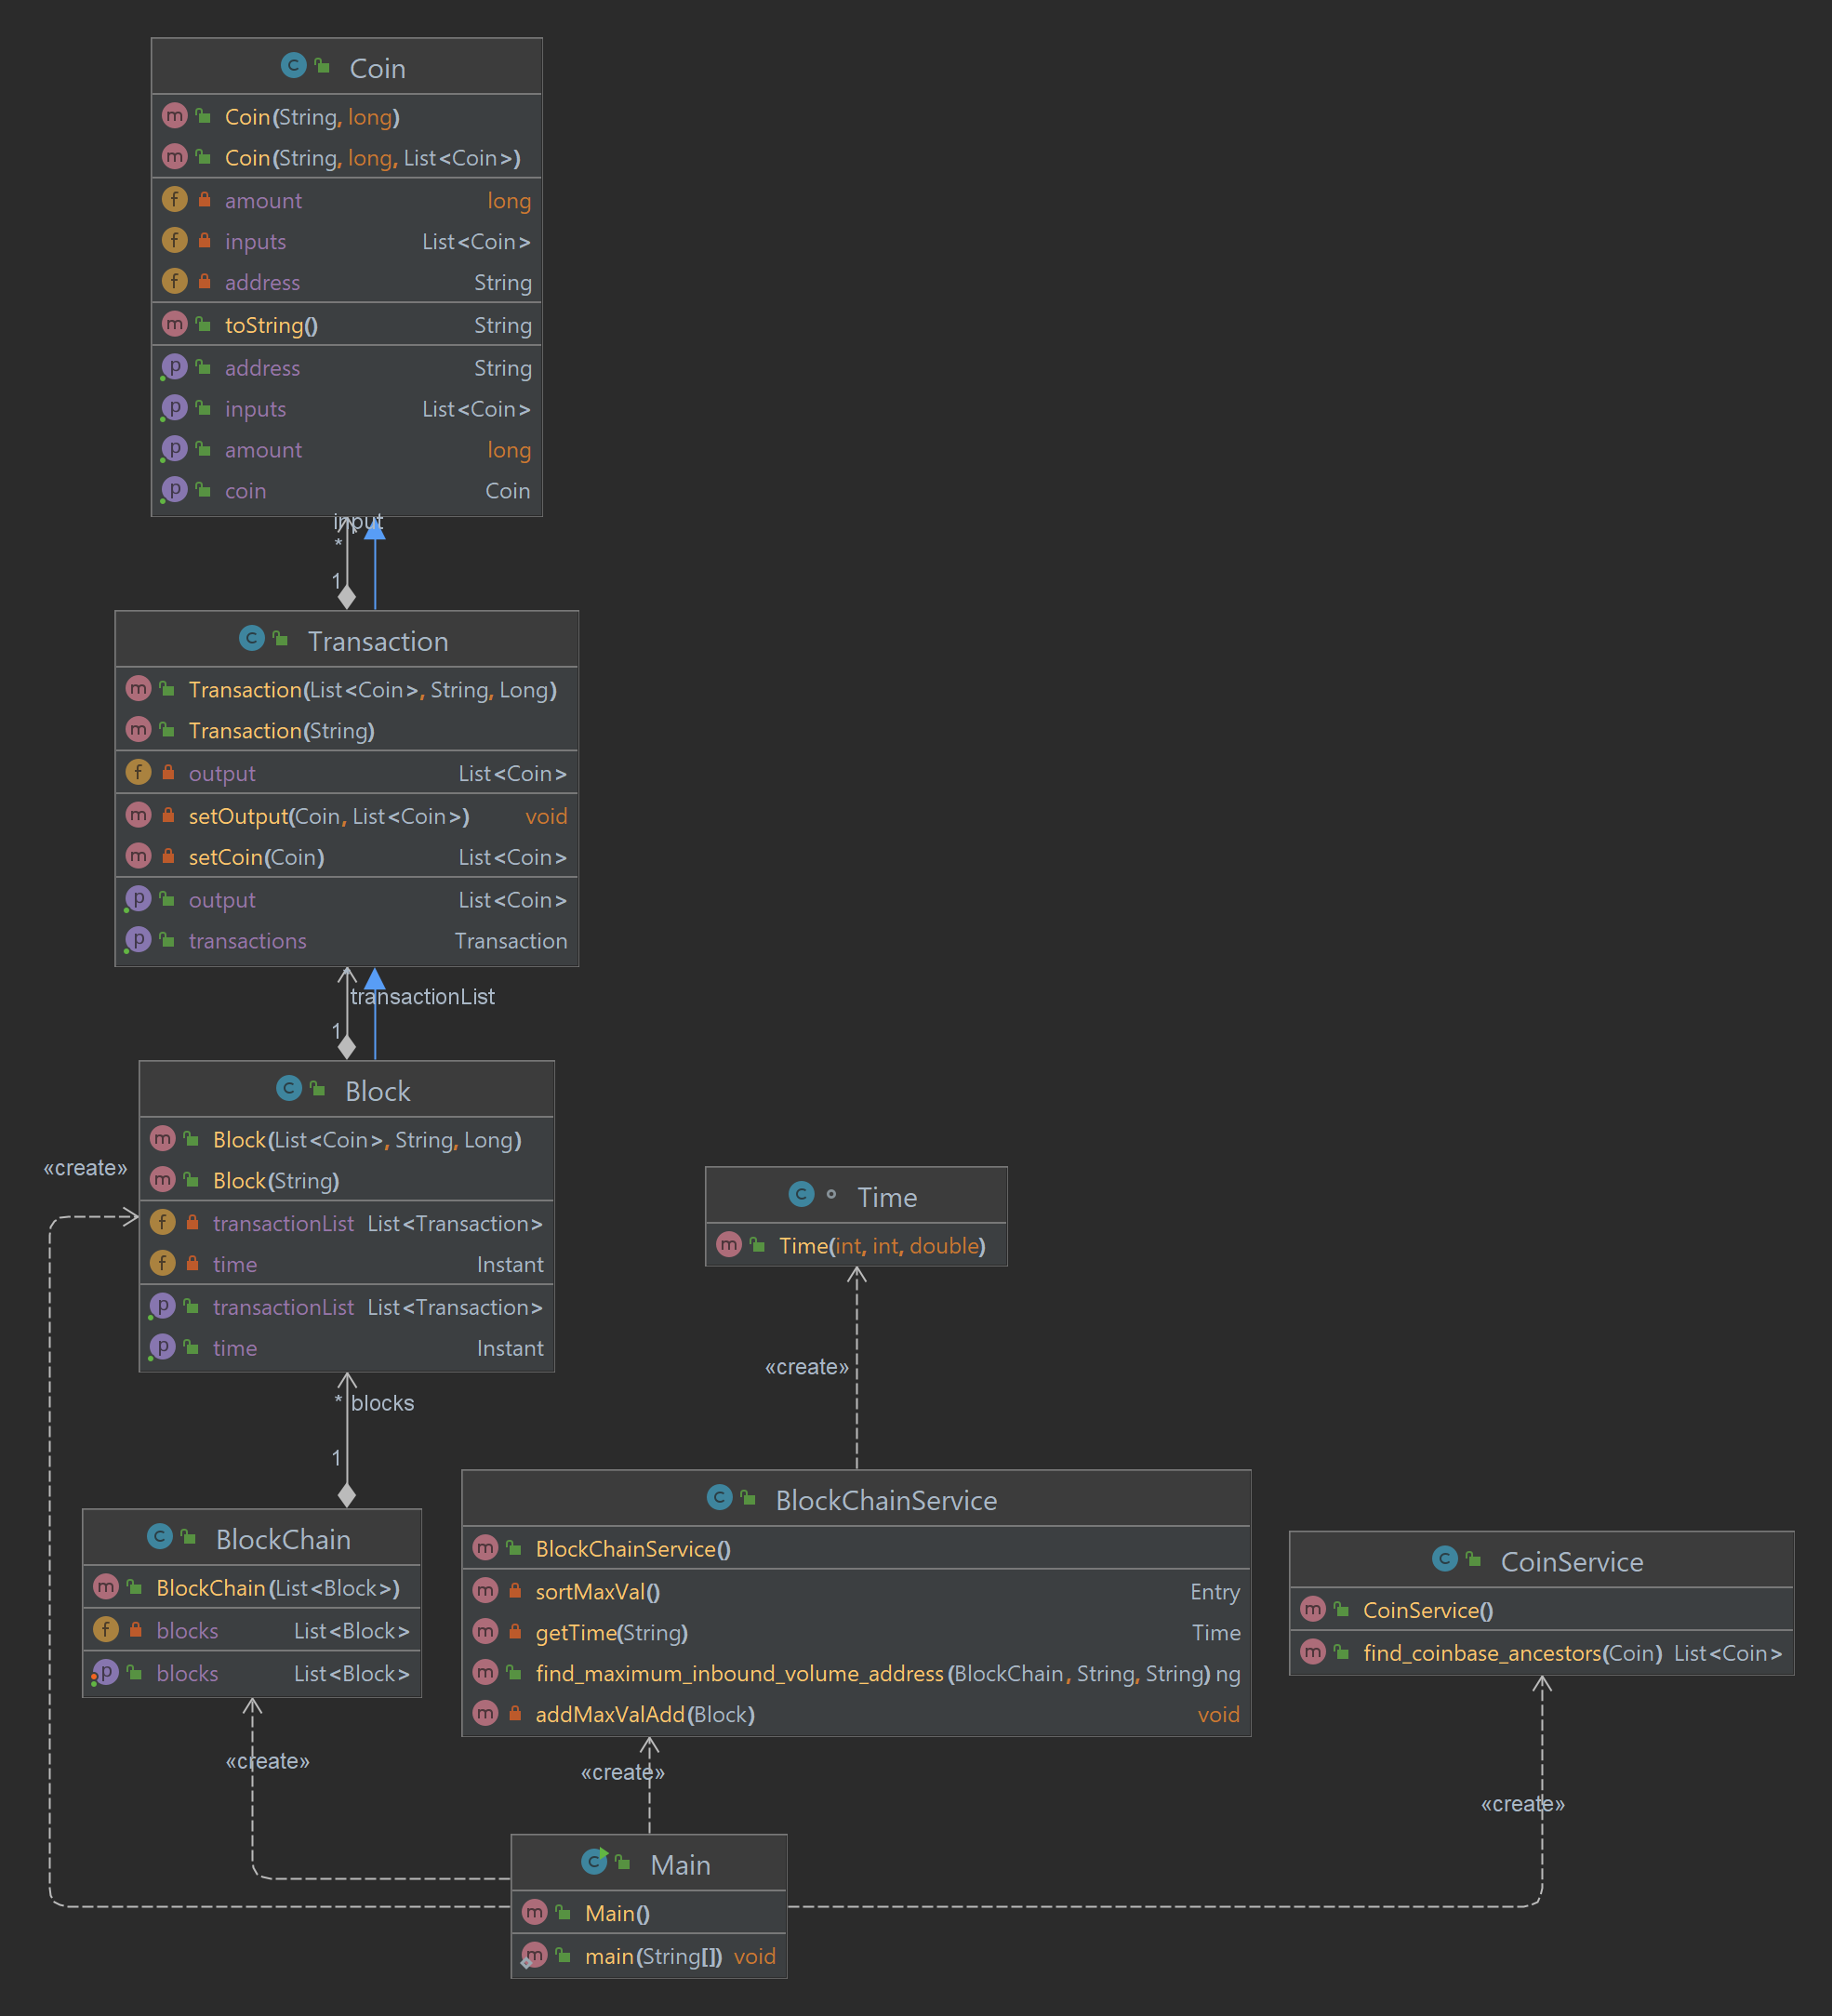 Coin
Coin(String, long)
Coin(String, long, List<Coin>)
amount long
inputs List<Coin>
address String
toString() String
address String
inputs List<Coin>
amount long
coin Coin
input
*
1
Transaction
Transaction(List<Coin>, String, Long)
Transaction(String)
output List<Coin>
setOutput(Coin, List<Coin>) void
setCoin(Coin) List<Coin>
output List<Coin>
transactions Transaction
transactionList
1
Block
Block(List<Coin>, String, Long)
Block(String)
transactionList List<Transaction>
time Instant
transactionList List<Transaction>
time Instant
«create»
Time
Time(int, int, double)
«create»
* blocks
1
BlockChain
BlockChain(List<Block>)
blocks List<Block>
blocks List<Block>
BlockChainService
BlockChainService()
sortMaxVal() Entry
getTime(String) Time
find_maximum_inbound_volume_address(BlockChain, String, String) ng
addMaxValAdd(Block) void
CoinService
CoinService()
find_coinbase_ancestors(Coin) List<Coin>
«create»
«create»
«create»
Main
Main()
main(String[]) void